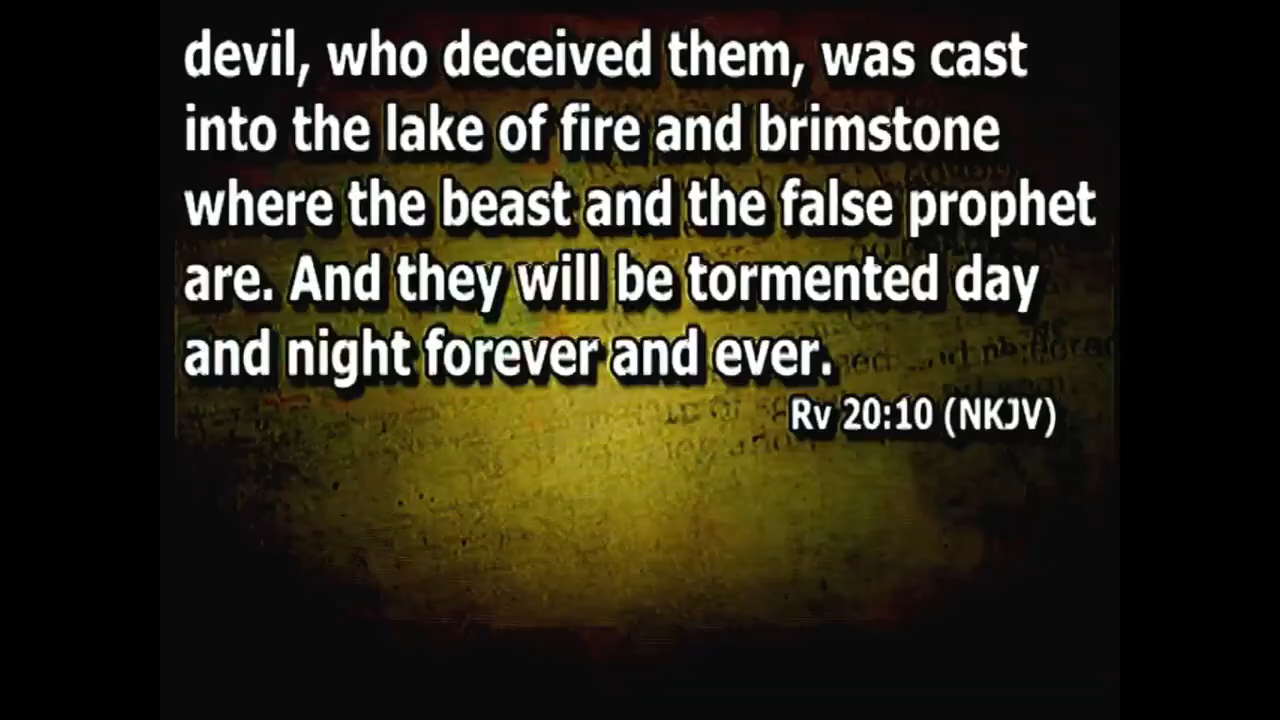 devil, who deceived them, was cast
into the lake of fire and brimstone
where the beast and the false prophet
are. And they will be tormented day
and night forever and ever.
Rv 20:10 (NKJV)